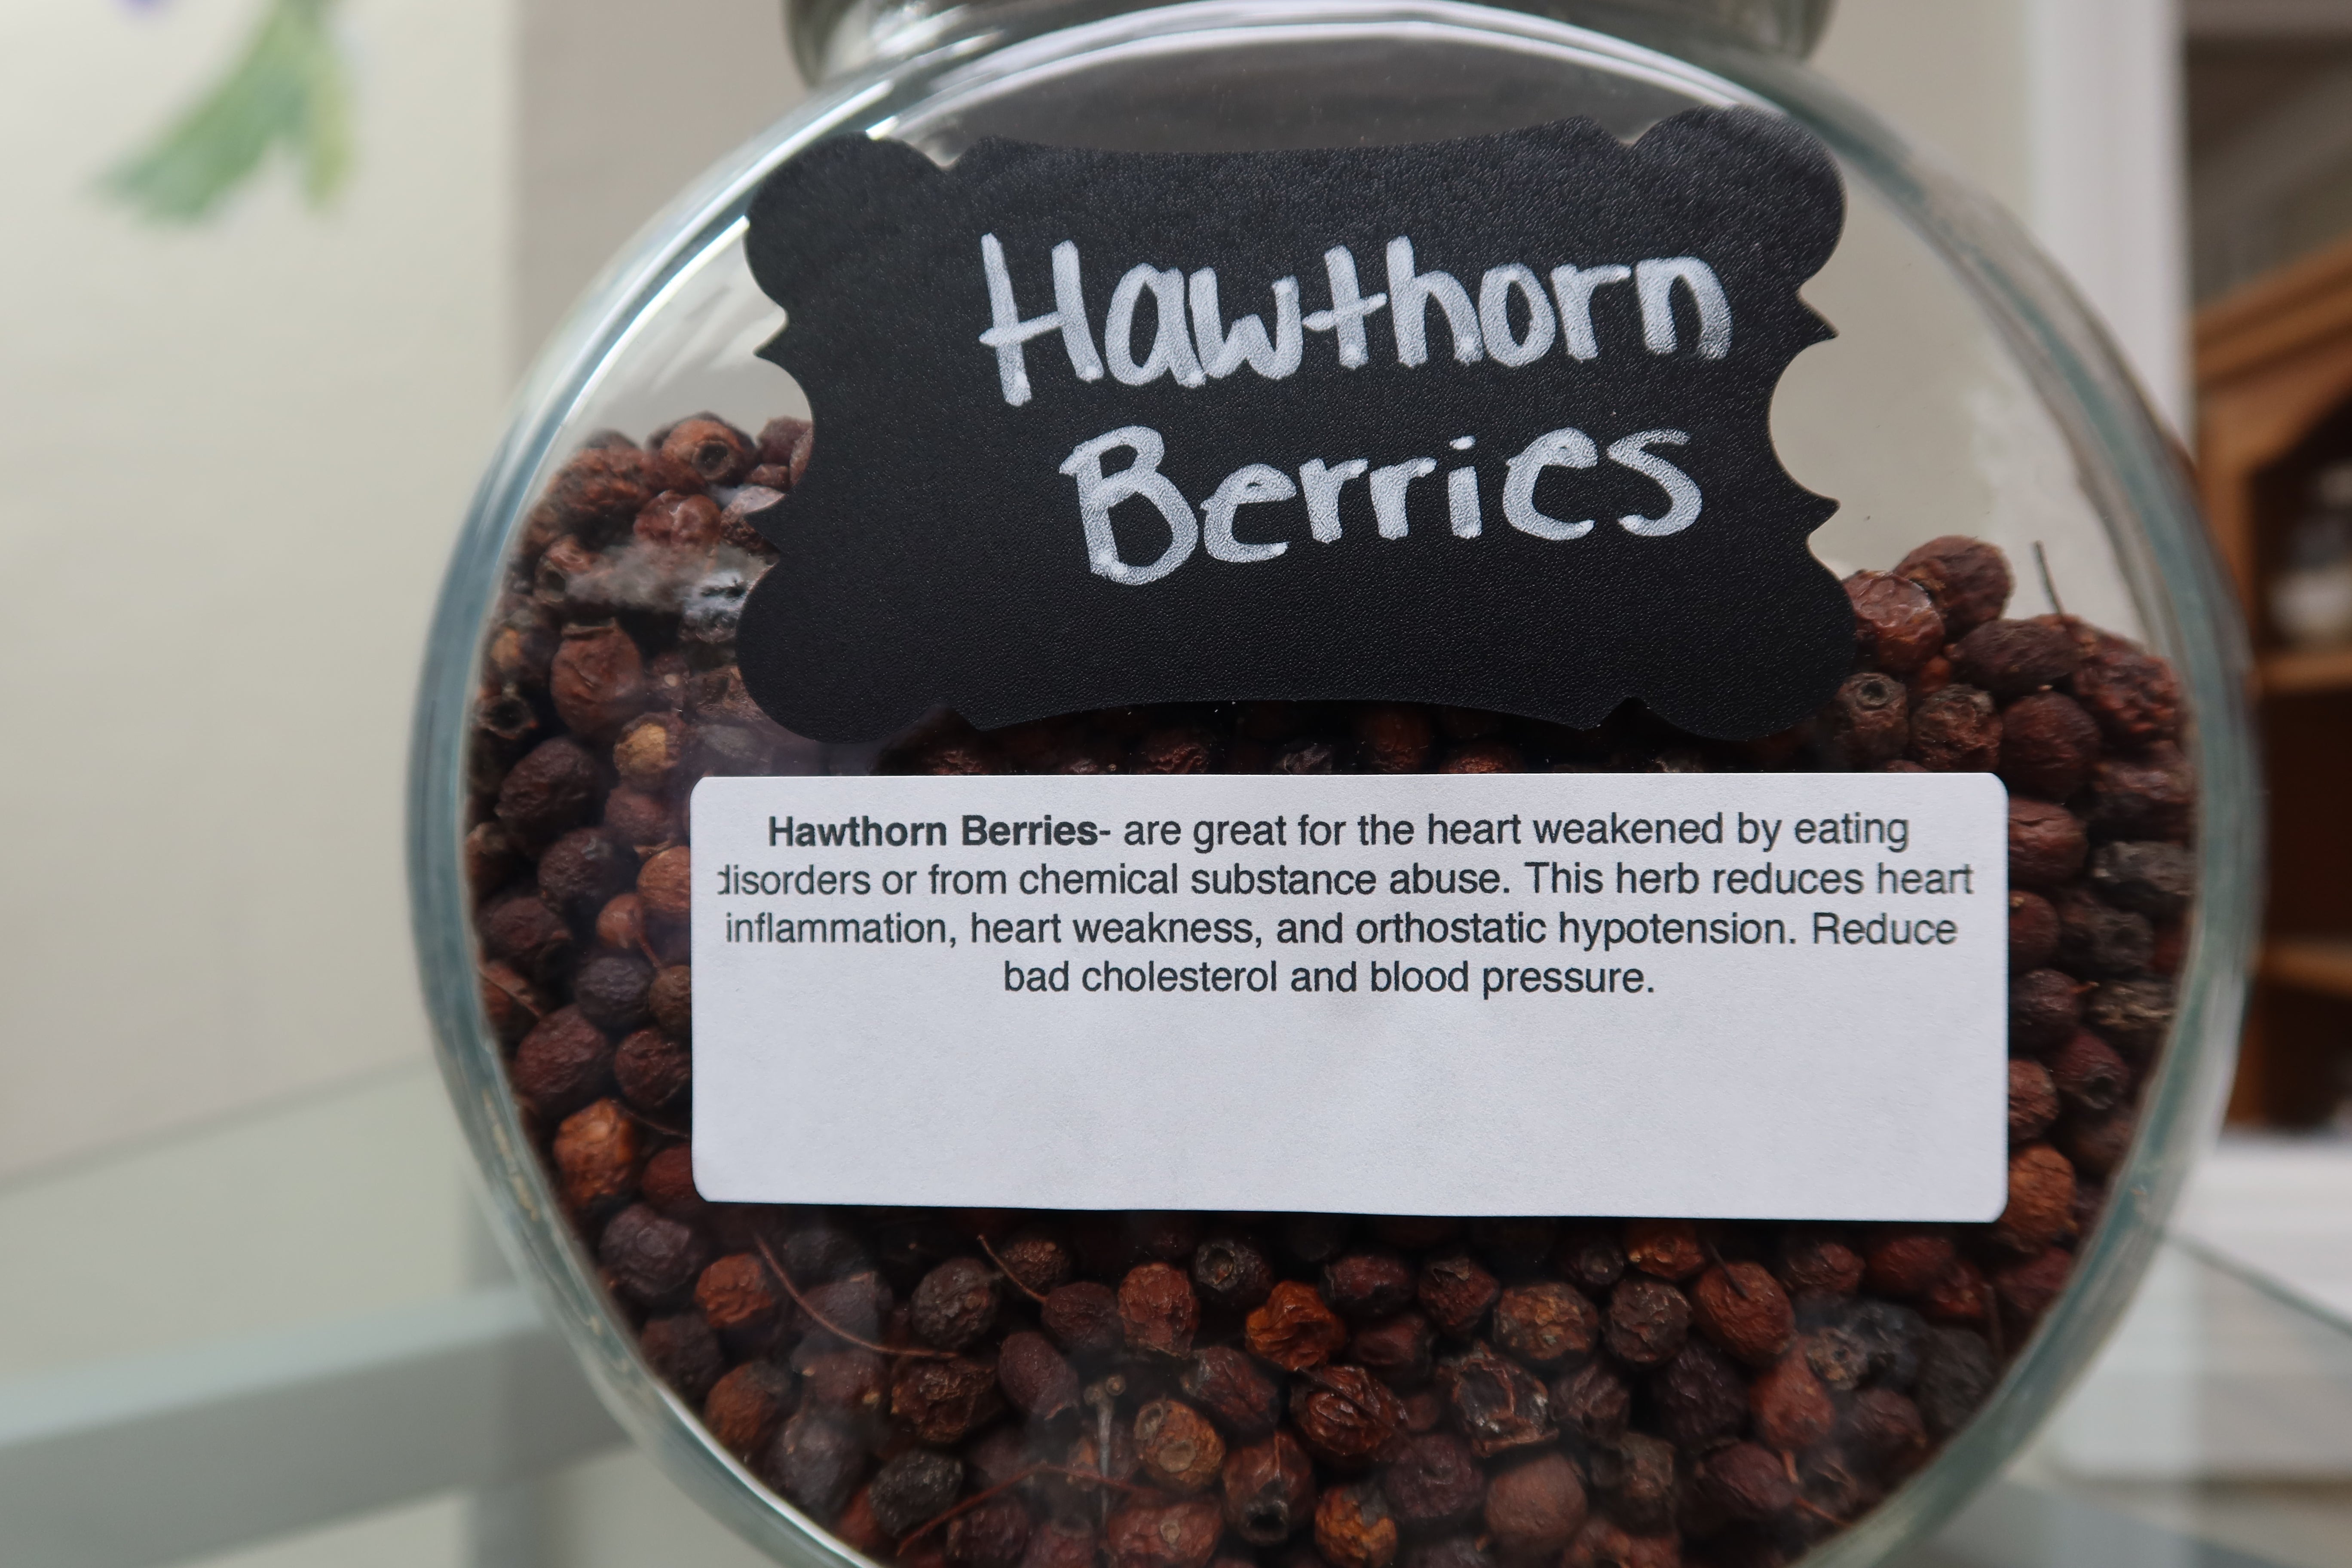 Hawthorn
Berries
Hawthorn Berries- are great for the heart weakened by eating
disorders or from chemical substance abuse. This herb reduces heart
inflammation, heart weakness, and orthostatic hypotension. Reduce
bad cholesterol and blood pressure.